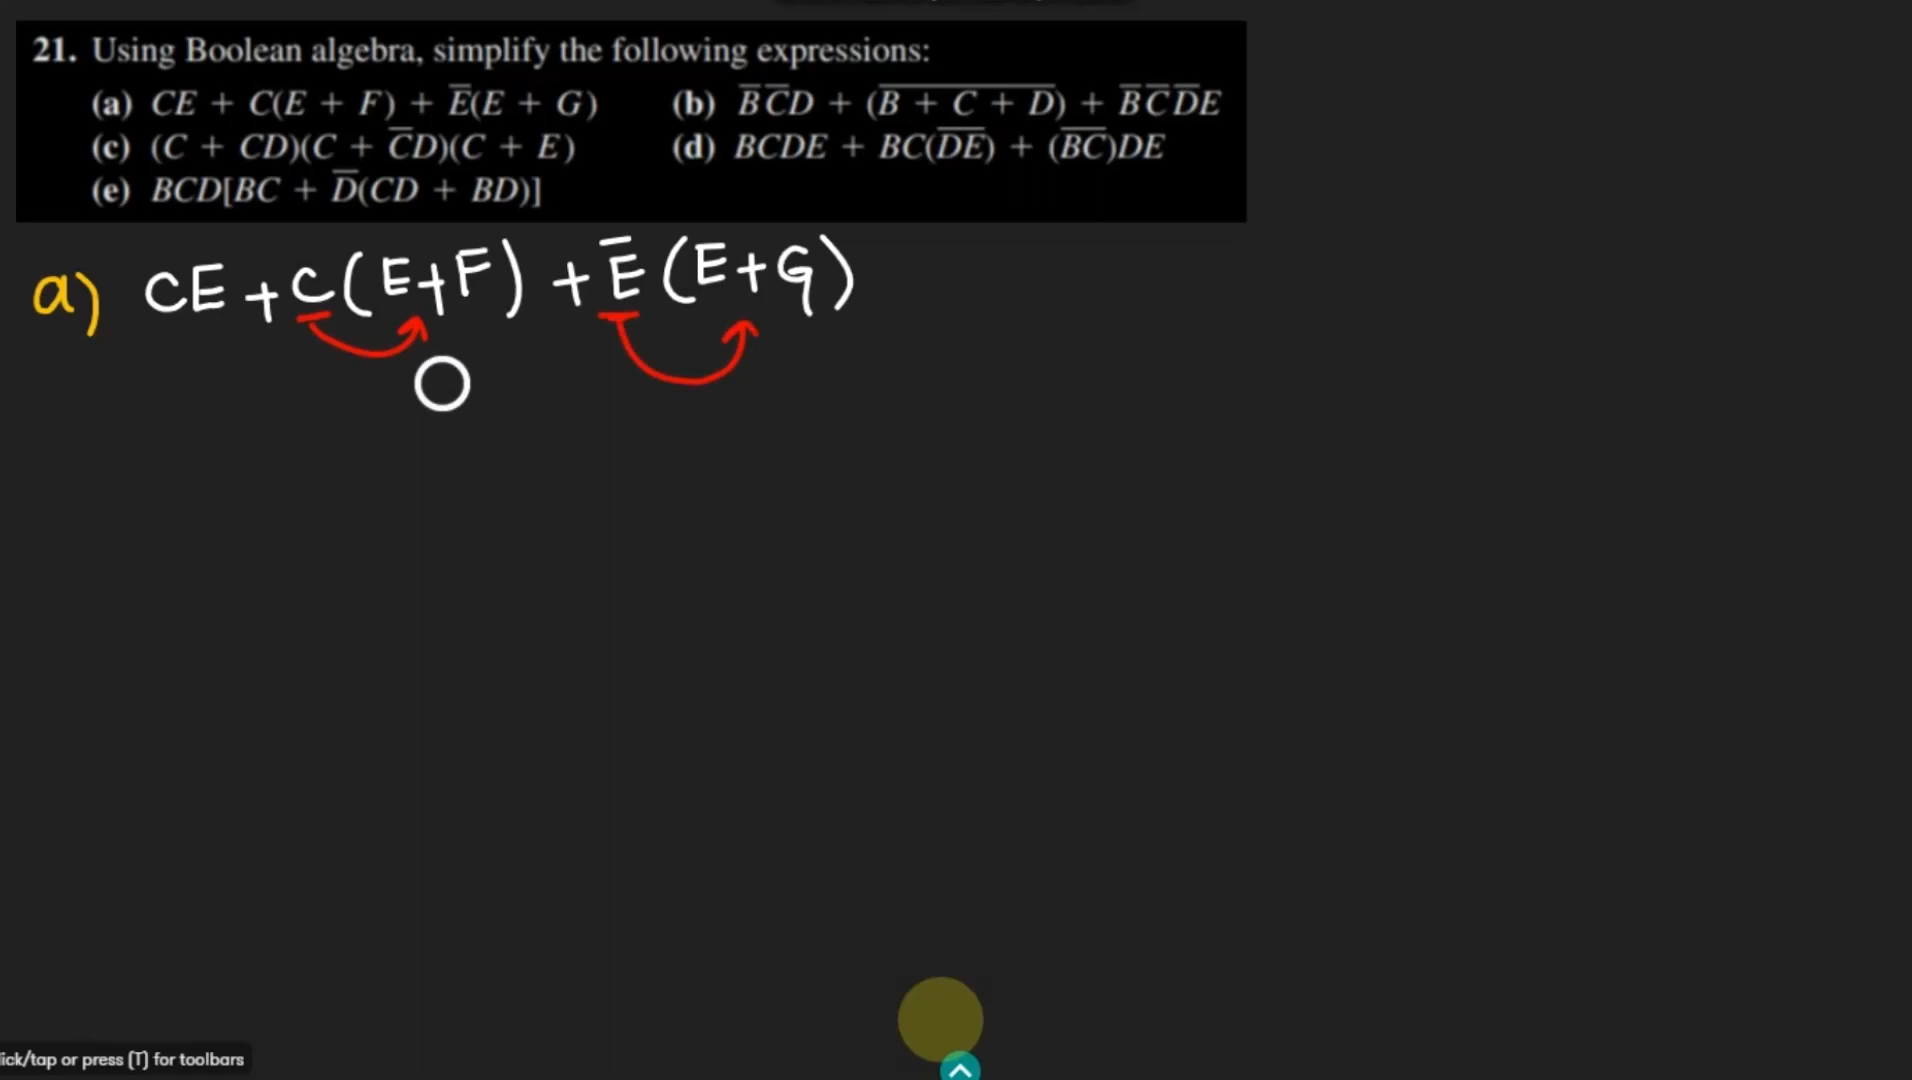 21. Using Boolean algebra, simplify the following expressions:
(a) CE + C(E + F) + E̅(E + G) (b) B̅C̅D + (B̅ ̅+̅ ̅C̅ ̅+̅ ̅D̅) + B̅C̅D̅E
(c) (C + CD)(C + C̅D)(C + E) (d) BCDE + BC(D̅E̅) + (B̅C̅)DE
(e) BCD[BC + D̅(CD + BD)]
a) CE + C(E+F) + E̅(E+G)
lick/tap or press (T) for toolbars